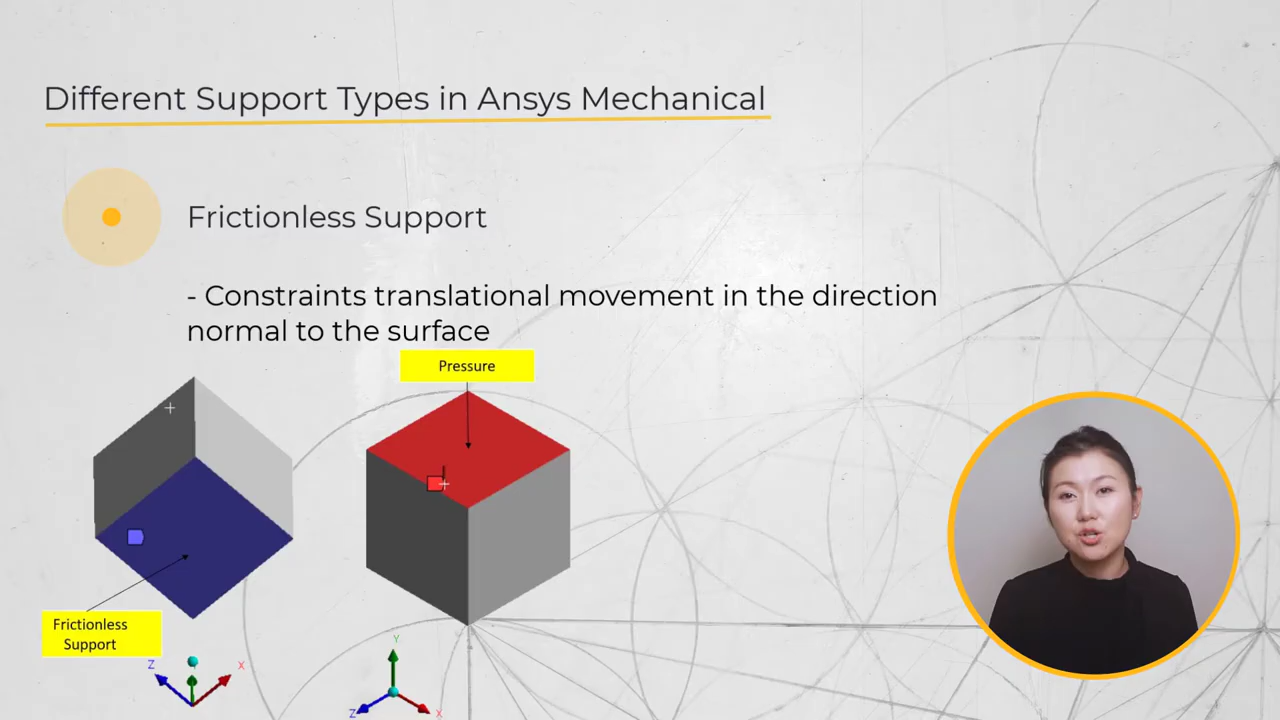 Different Support Types in Ansys Mechanical
Frictionless Support
- Constraints translational movement in the direction
normal to the surface
Pressure
Frictionless
Support
Z
X
Y
Z
X